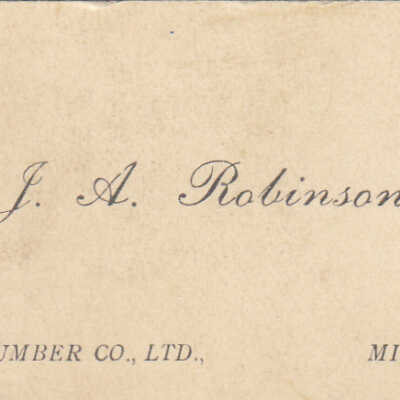 J. A. Robinson
UMBER CO., LTD., MI